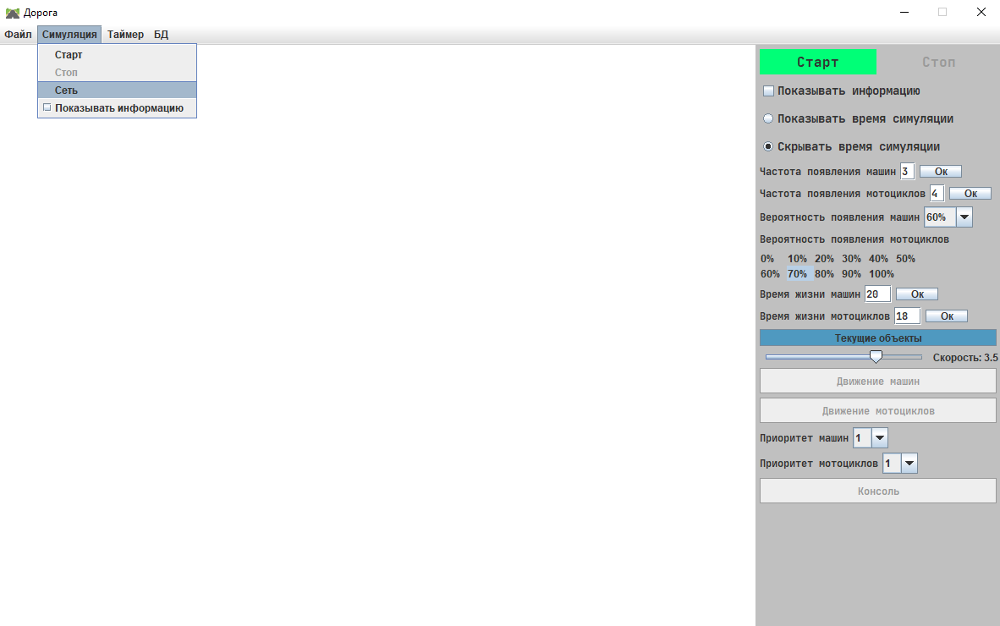 Дорога
Файл Симуляция Таймер БД
Старт
Стоп
Сеть
Показывать информацию
Старт Стоп
Показывать информацию
Показывать время симуляции
Скрывать время симуляции
Частота появления машин 3 Ок
Частота появления мотоциклов 4 Ок
Вероятность появления машин 60%
Вероятность появления мотоциклов
0% 10% 20% 30% 40% 50%
60% 70% 80% 90% 100%
Время жизни машин 20 Ок
Время жизни мотоциклов 18 Ок
Текущие объекты
Скорость: 3.5
Движение машин
Движение мотоциклов
Приоритет машин 1
Приоритет мотоциклов 1
Консоль